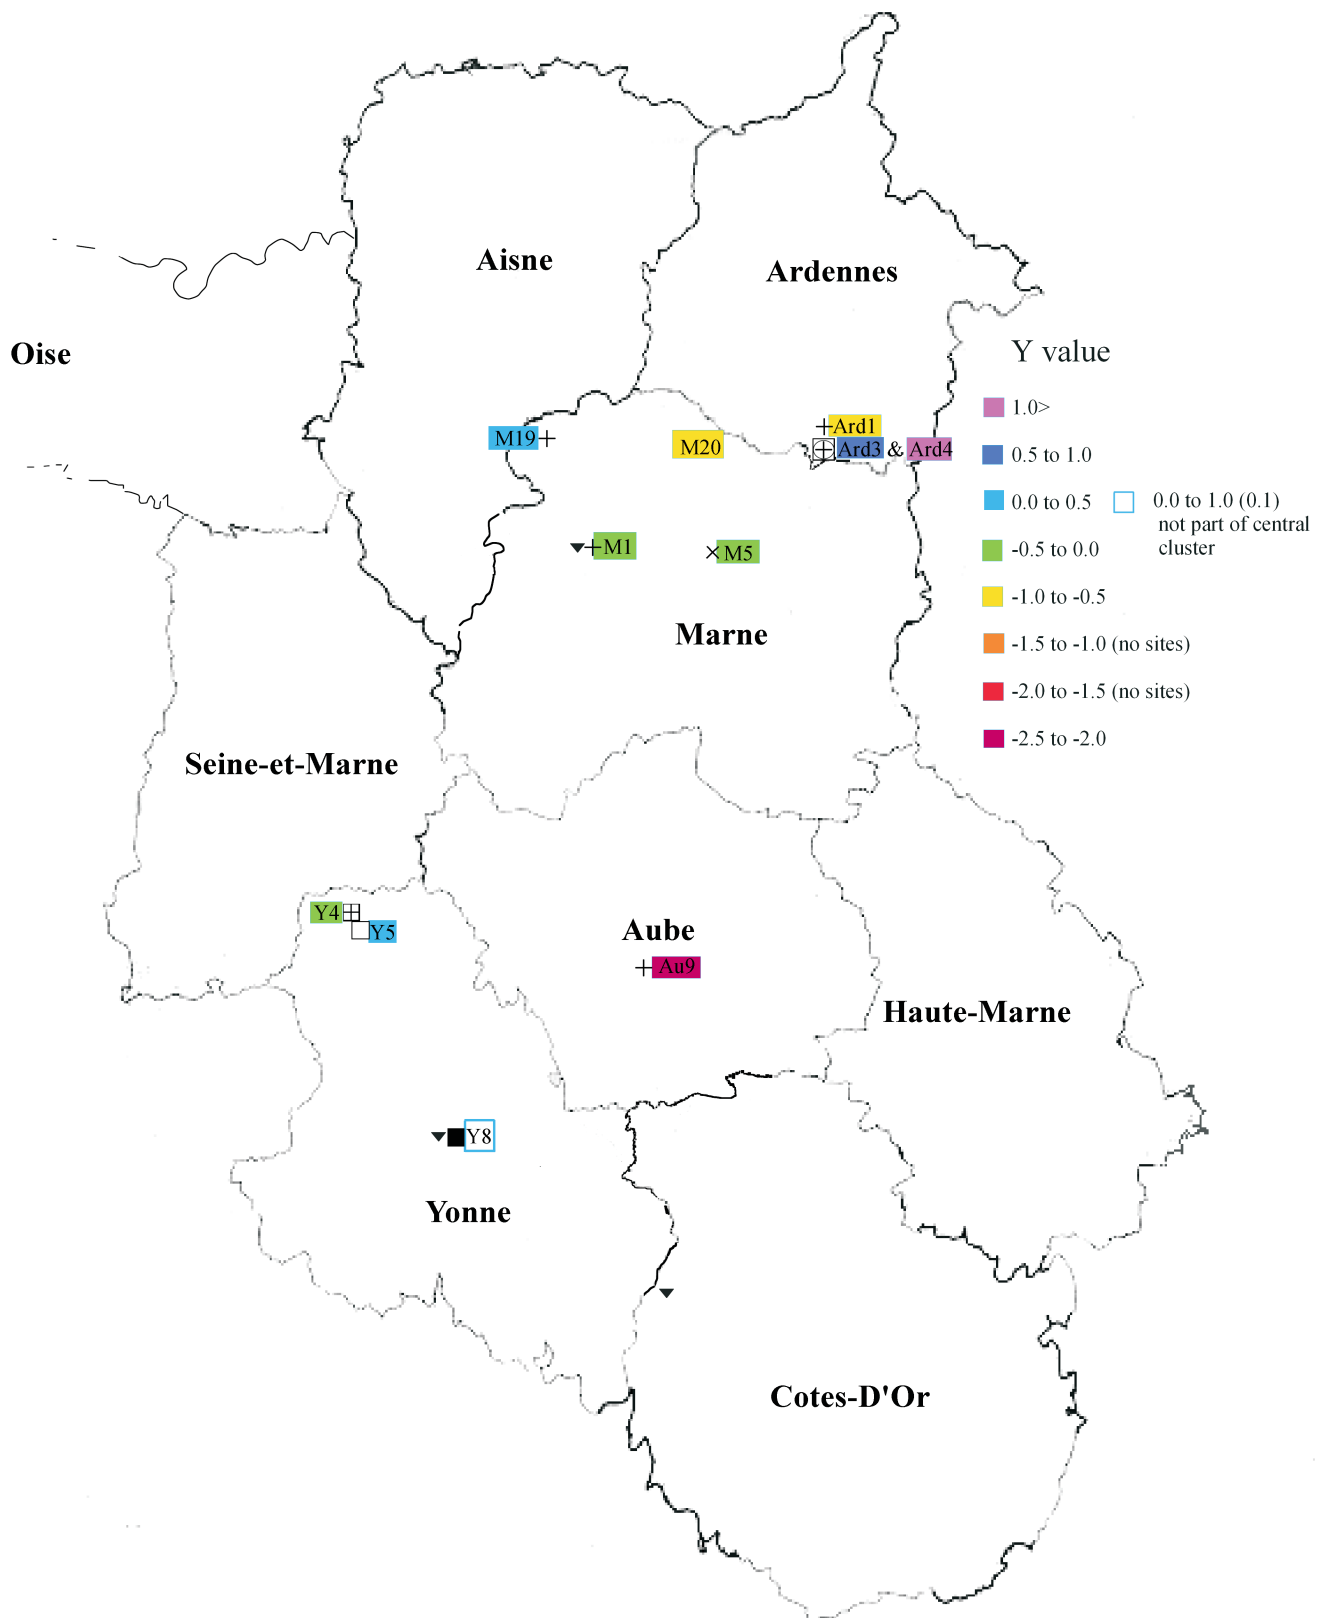 Aisne
Ardennes
Oise
Y value
1.0>
M19
Ard1
M20
Ard3 & Ard4
0.5 to 1.0
0.0 to 0.5
0.0 to 1.0 (0.1)
not part of central
cluster
M1
M5
-0.5 to 0.0
-1.0 to -0.5
Marne
-1.5 to -1.0 (no sites)
-2.0 to -1.5 (no sites)
-2.5 to -2.0
Seine-et-Marne
Y4
Y5
Aube
Au9
Haute-Marne
Y8
Yonne
Cotes-D'Or